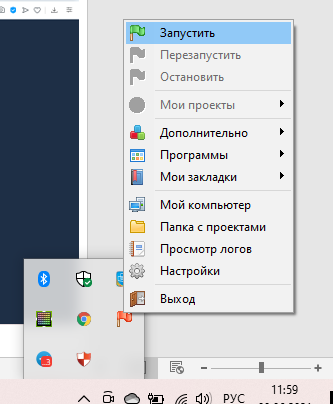 Запустить
Перезапустить
Остановить
Мои проекты
Дополнительно
Программы
Мои закладки
Мой компьютер
Папка с проектами
Просмотр логов
Настройки
Выход
РУС
11:59